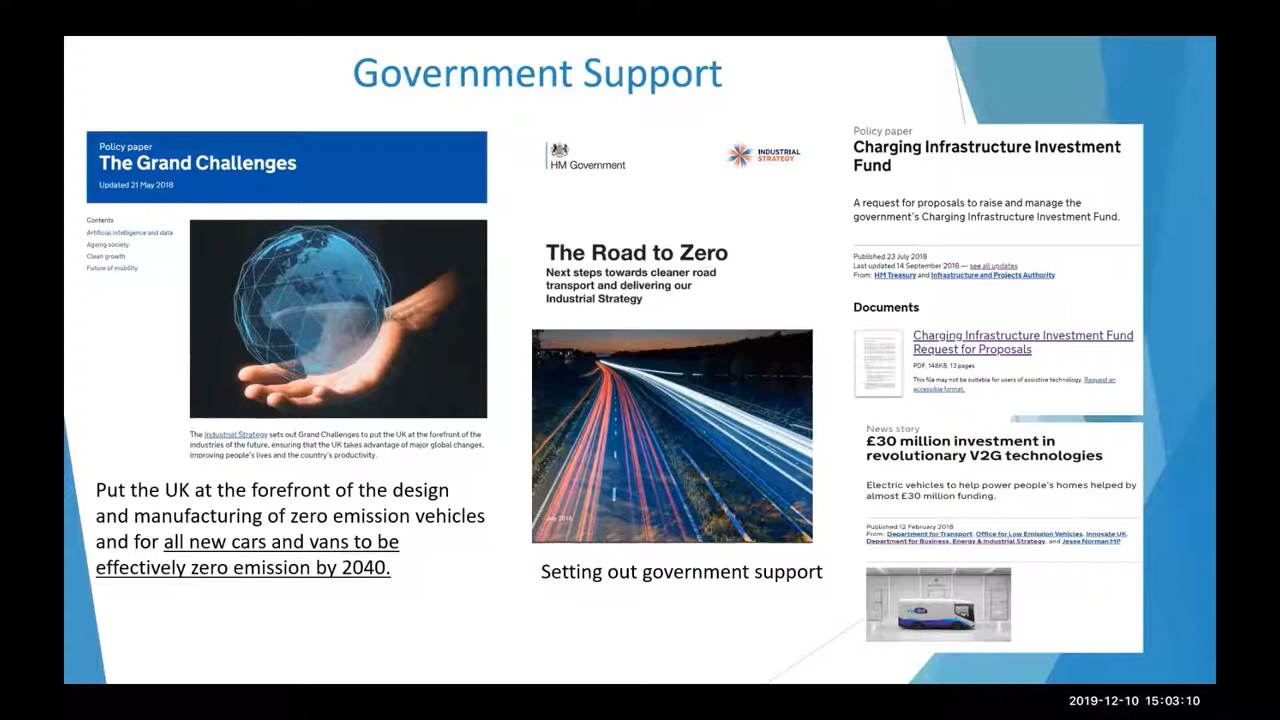 Government Support
Policy paper
The Grand Challenges
Updated 21 May 2018
Contents
Artificial intelligence and data
Ageing society
Clean growth
Future of mobility
The Industrial Strategy sets out Grand Challenges to put the UK at the forefront of the
industries of the future, ensuring that the UK takes advantage of major global changes,
improving people's lives and the country's productivity.
Put the UK at the forefront of the design
and manufacturing of zero emission vehicles
and for all new cars and vans to be
effectively zero emission by 2040.
HM Government
INDUSTRIAL
STRATEGY
The Road to Zero
Next steps towards cleaner road
transport and delivering our
Industrial Strategy
July 2018
Setting out government support
Policy paper
Charging Infrastructure Investment
Fund
A request for proposals to raise and manage the
government's Charging Infrastructure Investment Fund.
Published 23 July 2018
Last updated 14 September 2018 — see all updates
From: HM Treasury and Infrastructure and Projects Authority
Documents
Charging Infrastructure Investment Fund
Request for Proposals
PDF, 148KB, 13 pages
This file may not be suitable for users of assistive technology. Request an
accessible format.
News story
£30 million investment in
revolutionary V2G technologies
Electric vehicles to help power people's homes helped by
almost £30 million funding.
Published 12 February 2018
From: Department for Transport, Office for Low Emission Vehicles, Innovate UK,
Department for Business, Energy & Industrial Strategy, and Jesse Norman MP
2019-12-10 15:03:10